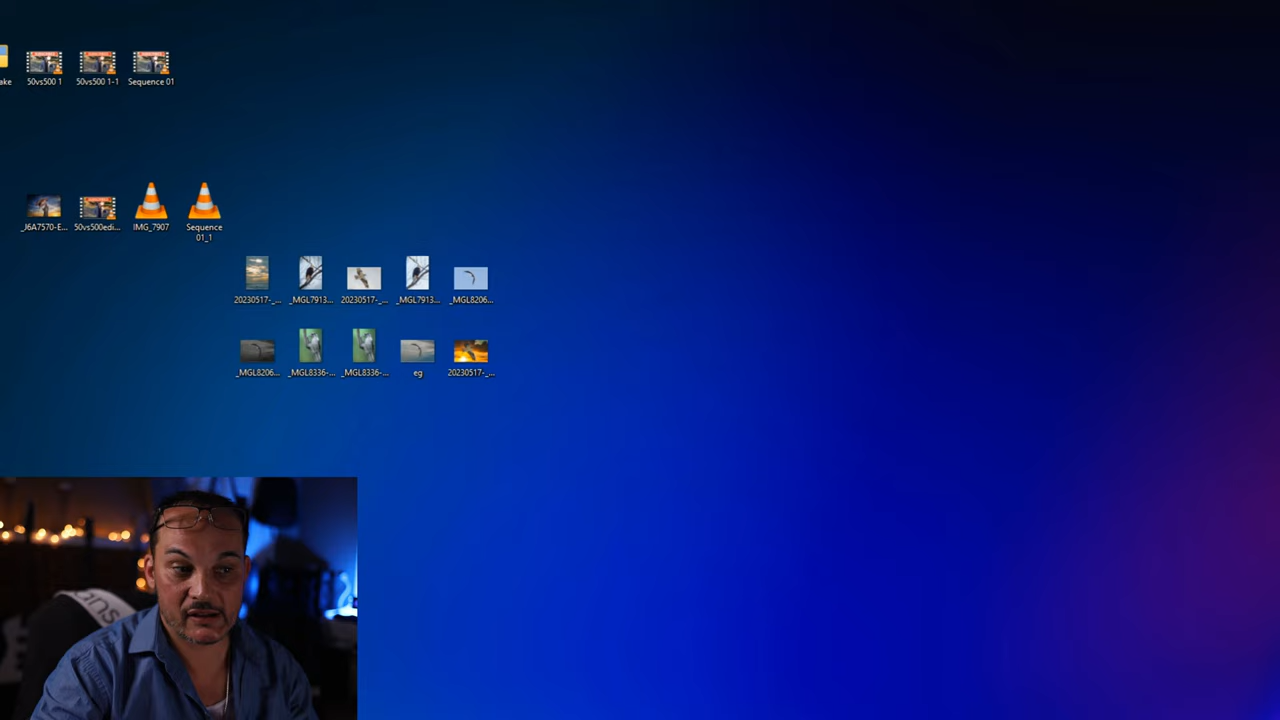 ake
50vs500 1
50vs500 1-1
Sequence 01
_J6A7570-E...
50vs500edi...
IMG_7907
Sequence
01_1
20230517-_...
_MGL7913...
20230517-_...
_MGL7913...
_MGL8206...
_MGL8206...
_MGL8336-...
_MGL8336-...
eg
20230517-_...